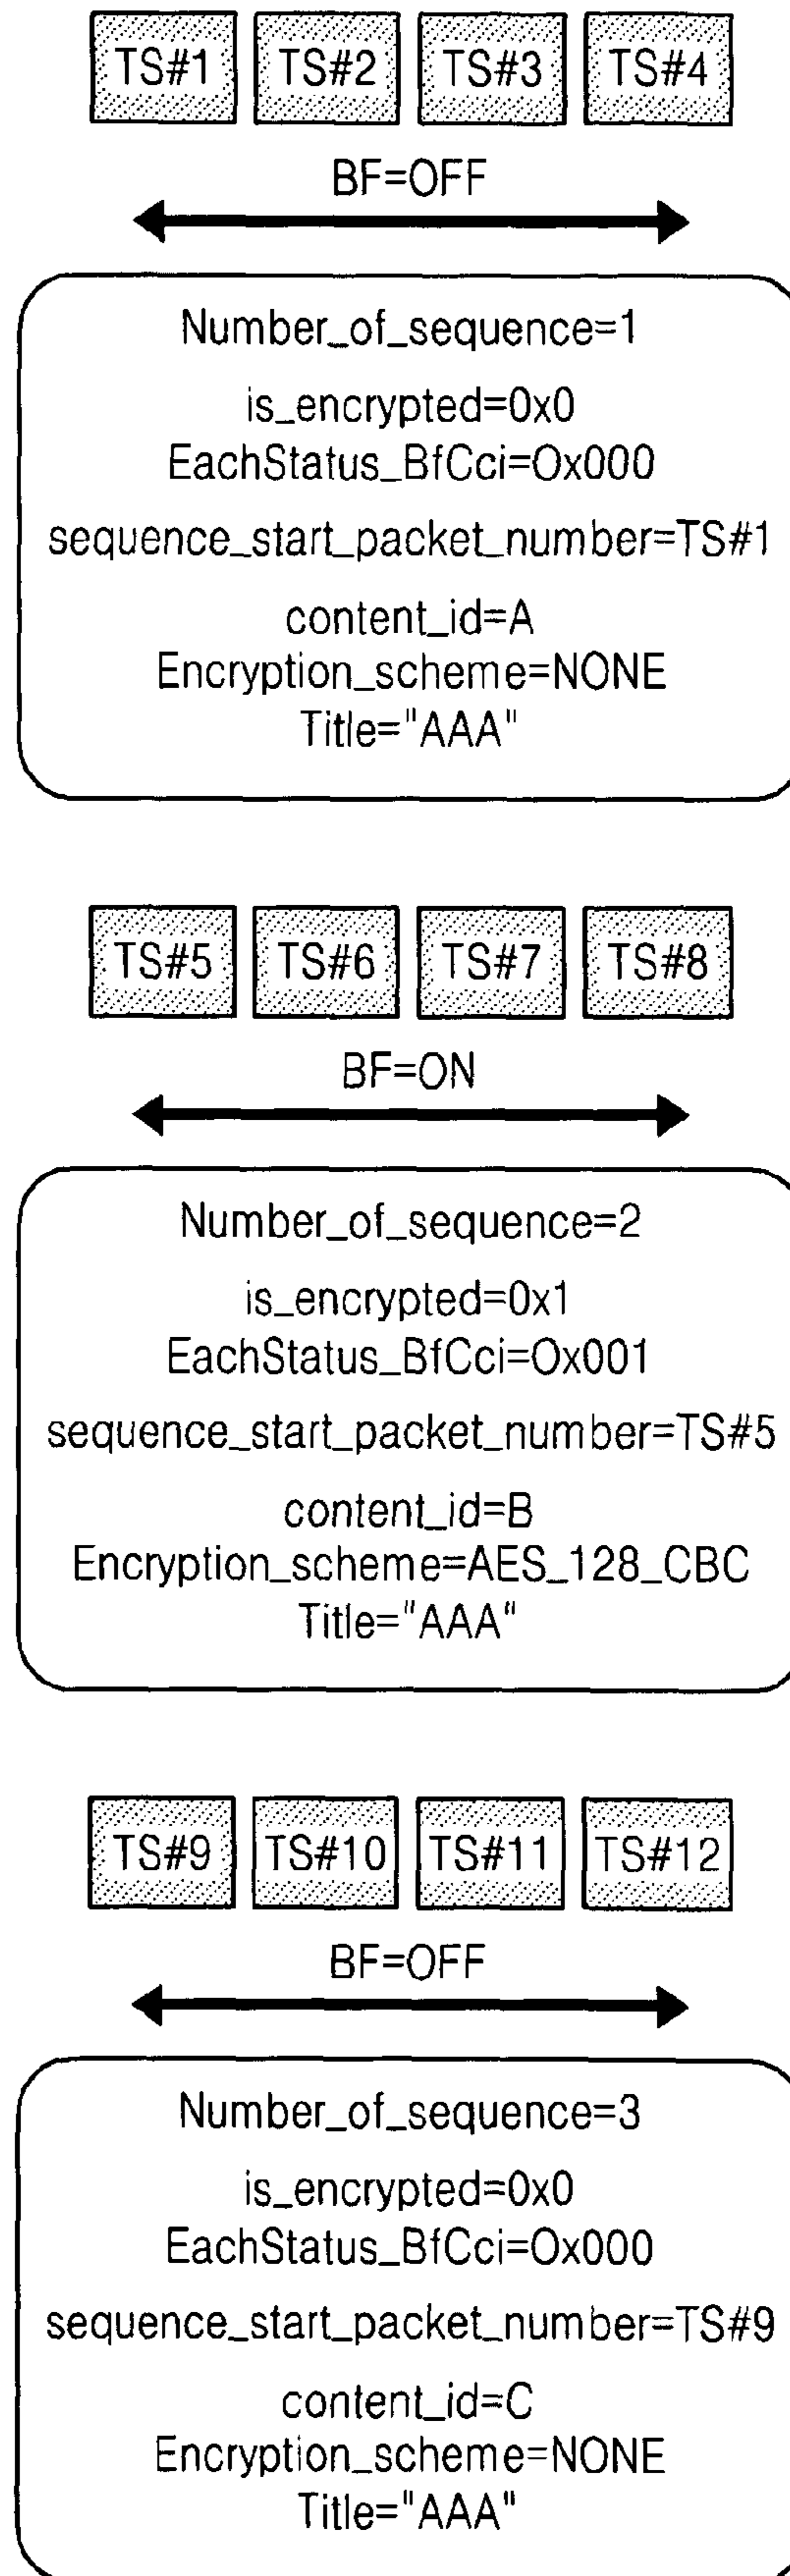 TS#1 TS#2 TS#3 TS#4
BF=OFF
Number_of_sequence=1
is_encrypted=0x0
EachStatus_BfCci=0x000
sequence_start_packet_number=TS#1
content_id=A
Encryption_scheme=NONE
Title="AAA"
TS#5 TS#6 TS#7 TS#8
BF=ON
Number_of_sequence=2
is_encrypted=0x1
EachStatus_BfCci=0x001
sequence_start_packet_number=TS#5
content_id=B
Encryption_scheme=AES_128_CBC
Title="AAA"
TS#9 TS#10 TS#11 TS#12
BF=OFF
Number_of_sequence=3
is_encrypted=0x0
EachStatus_BfCci=0x000
sequence_start_packet_number=TS#9
content_id=C
Encryption_scheme=NONE
Title="AAA"